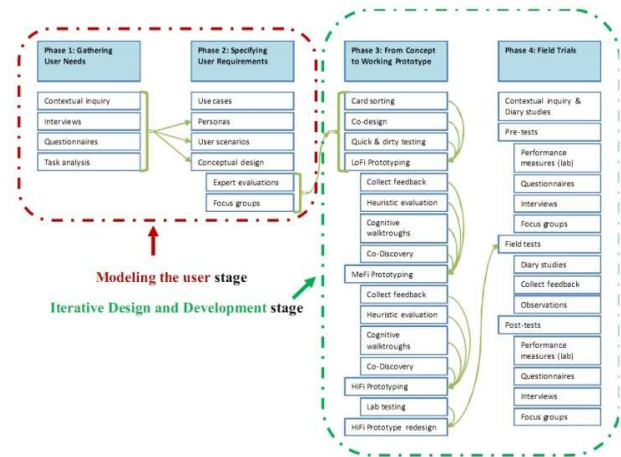 Phase 1: Gathering
User Needs
Contextual inquiry
Interviews
Questionnaires
Task analysis
Phase 2: Specifying
User Requirements
Use cases
Personas
User scenarios
Conceptual design
Expert evaluations
Focus groups
Modeling the user stage
Iterative Design and Development stage
Phase 3: From Concept
to Working Prototype
Card sorting
Co-design
Quick & dirty testing
LoFi Prototyping
Collect feedback
Heuristic evaluation
Cognitive
walktroughs
Co-Discovery
MeFi Prototyping
Collect feedback
Heuristic evaluation
Cognitive
walktroughs
Co-Discovery
HiFi Prototyping
Lab testing
HiFi Prototype redesign
Phase 4: Field Trials
Contextual inquiry &
Diary studies
Pre-tests
Performance
measures (lab)
Questionnaires
Interviews
Focus groups
Field tests
Diary studies
Collect feedback
Observations
Post-tests
Performance
measures (lab)
Questionnaires
Interviews
Focus groups